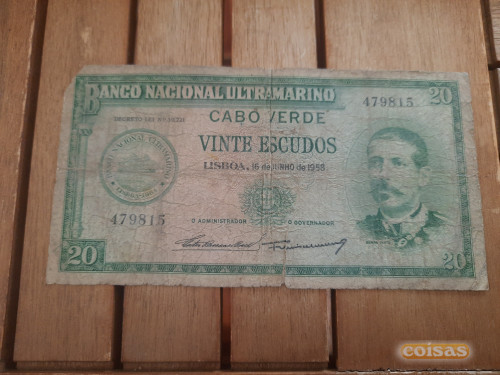 BANCO NACIONAL ULTRAMARINO
479815 20
CABO VERDE
VINTE ESCUDOS
LISBOA, 16 de JUNHO de 1958
479815
O ADMINISTRADOR O GOVERNADOR
20 20
coisas